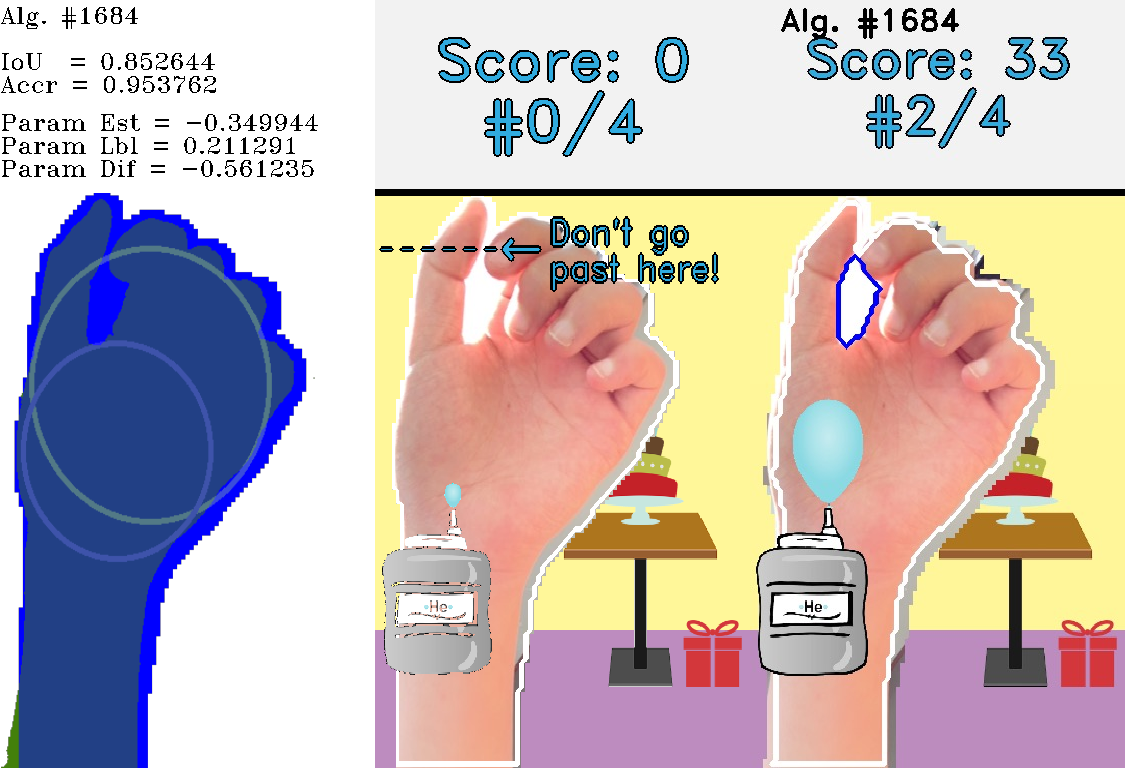 Alg. #1684
IoU = 0.852644
Accr = 0.953762
Param Est = -0.349944
Param Lbl = 0.211291
Param Dif = -0.561235
Score: 0
#0/4
Don't go
past here!
He
Alg. #1684
Score: 33
#2/4
He